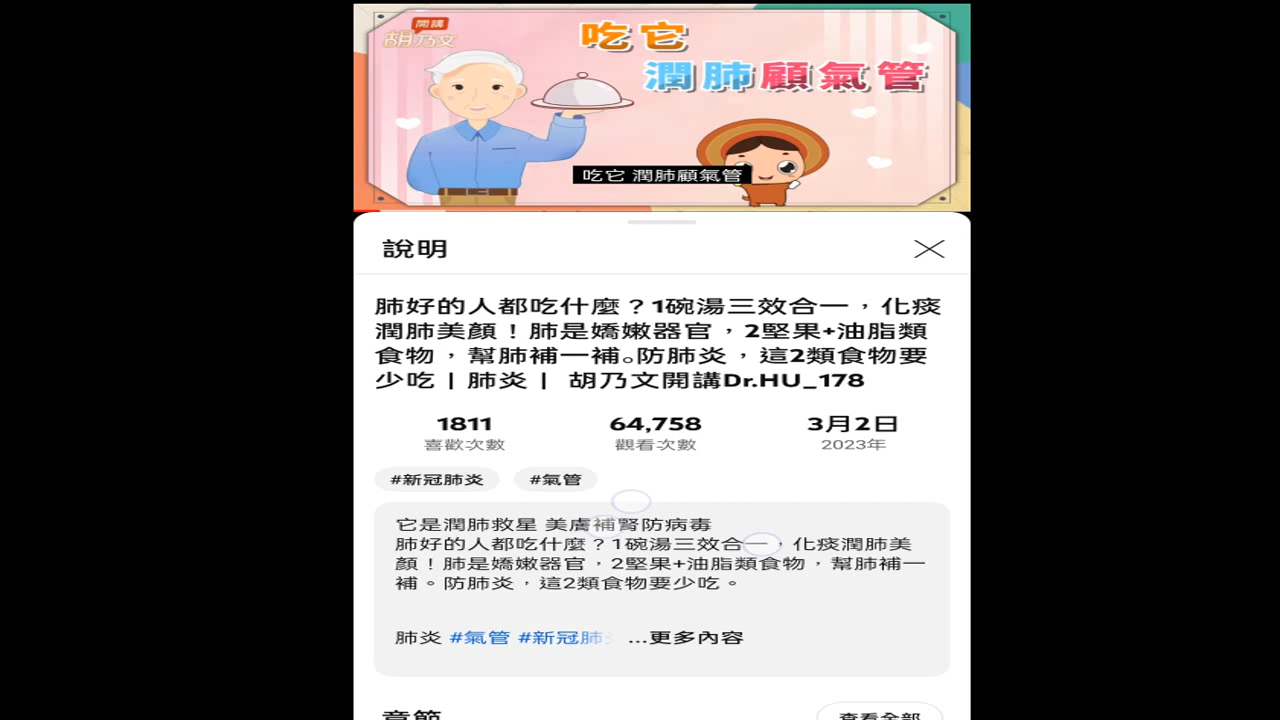 開講
胡乃文
吃它
潤肺顧氣管
吃它 潤肺顧氣管
說明
肺好的人都吃什麼？1碗湯三效合一，化痰
潤肺美顏！肺是嬌嫩器官，2堅果+油脂類
食物，幫肺補一補。防肺炎，這2類食物要
少吃 | 肺炎 | 胡乃文開講Dr.HU_178
1811 64,758 3月2日
喜歡次數 觀看次數 2023年
#新冠肺炎 #氣管
它是潤肺救星 美膚補腎防病毒
肺好的人都吃什麼？1碗湯三效合一，化痰潤肺美
顏！肺是嬌嫩器官，2堅果+油脂類食物，幫肺補一
補。防肺炎，這2類食物要少吃。
肺炎 #氣管 #新冠肺 ...更多內容
章節 查看全部